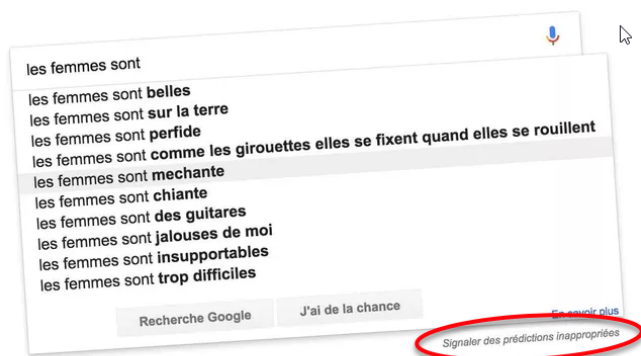 les femmes sont
les femmes sont belles
les femmes sont sur la terre
les femmes sont perfide
les femmes sont comme les girouettes elles se fixent quand elles se rouillent
les femmes sont mechante
les femmes sont chiante
les femmes sont des guitares
les femmes sont jalouses de moi
les femmes sont insupportables
les femmes sont trop difficiles
Recherche Google J'ai de la chance
En savoir plus
Signaler des prédictions inappropriées